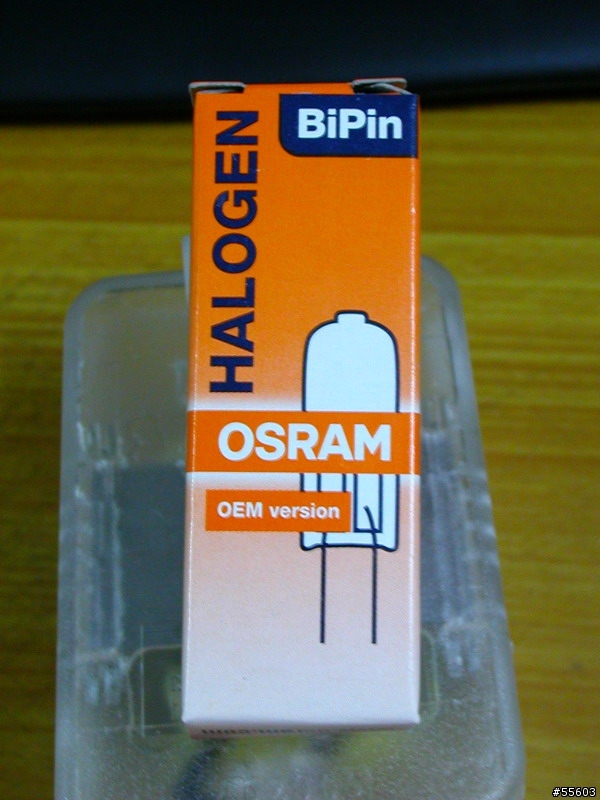 BiPin
HALOGEN
OSRAM
OEM version
#55603